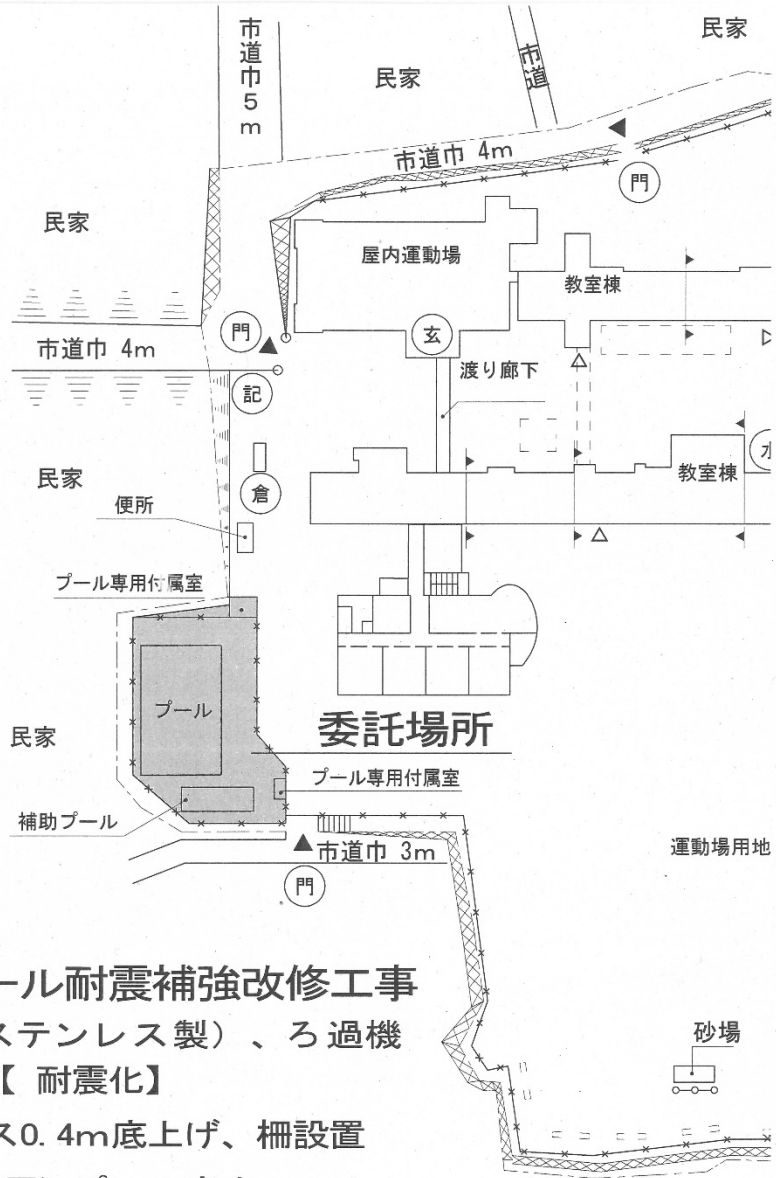 市道巾5m
市道
民家
民家
市道巾 4m
門
民家
屋内運動場
教室棟
門
玄
市道巾 4m
渡り廊下
記
教室棟
水
民家
倉
便所
プール専用付属室
プール
委託場所
民家
プール専用付属室
補助プール
市道巾 3m
運動場用地
門
ール耐震補強改修工事
ステンレス製)、ろ過機
【 耐震化】
砂場
ス0.4m底上げ、柵設置